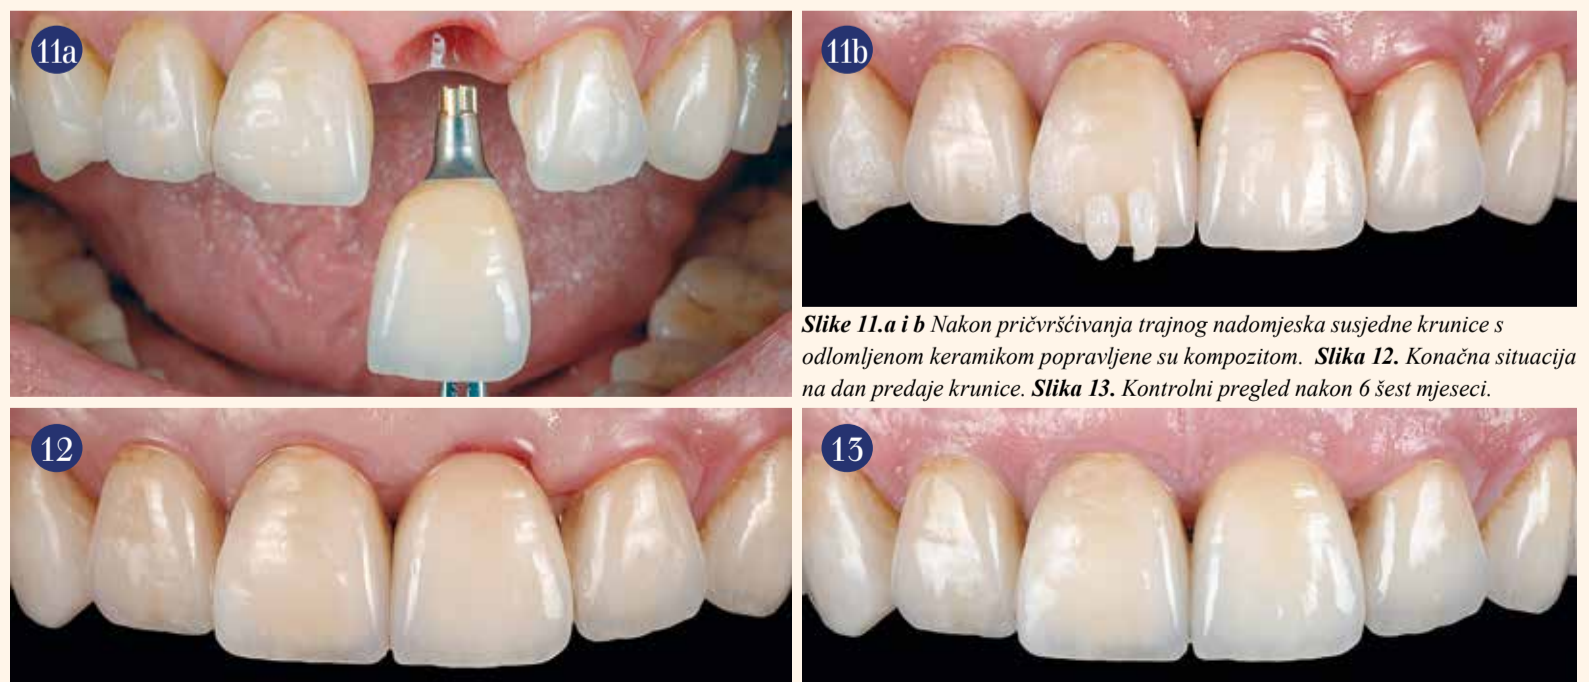 11a
11b
Slike 11.a i b Nakon pričvršćivanja trajnog nadomjeska susjedne krunice s
odlomljenom keramikom popravljene su kompozitom. Slika 12. Konačna situacija
na dan predaje krunice. Slika 13. Kontrolni pregled nakon 6 šest mjeseci.
12
13